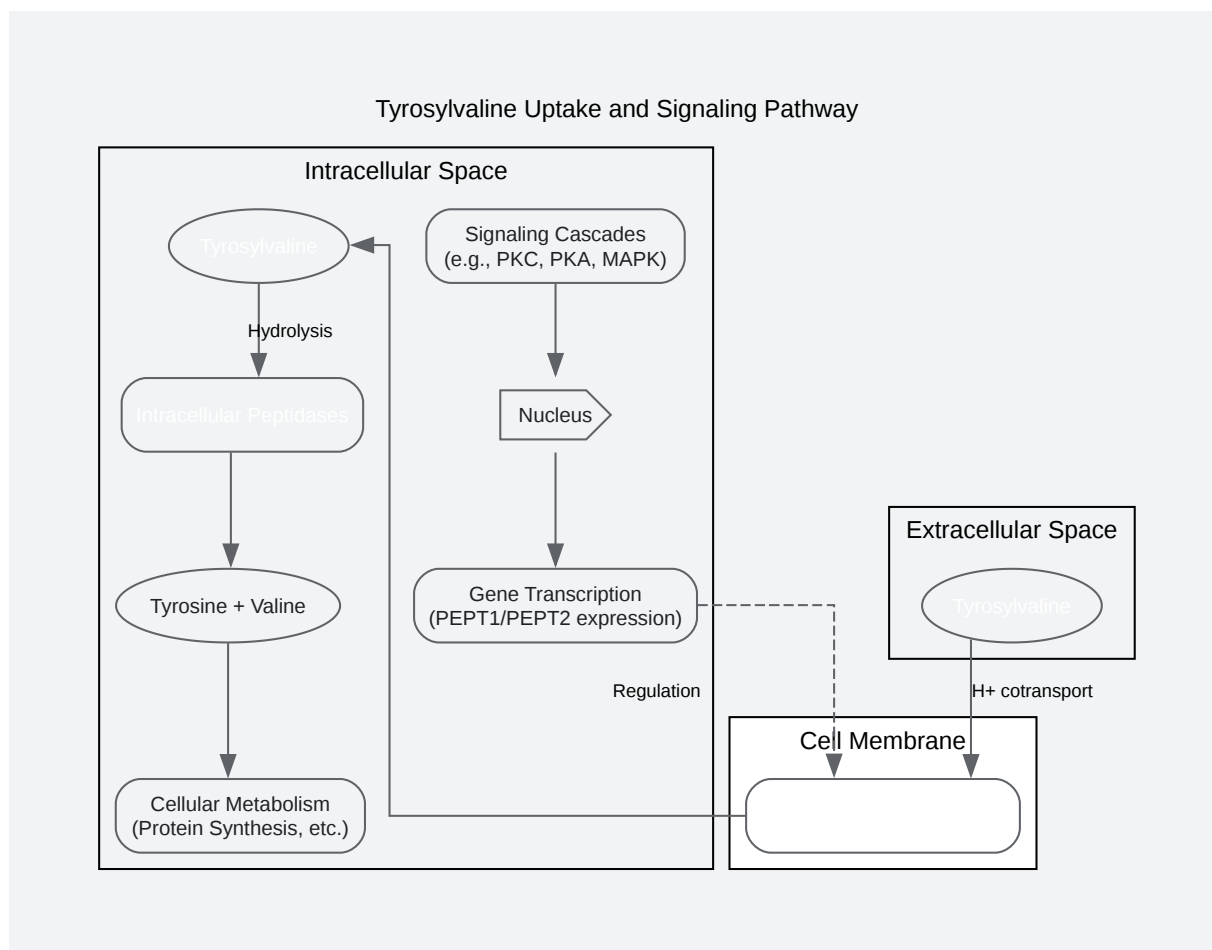 Tyrosylvaline Uptake and Signaling Pathway
Intracellular Space
Tyrosylvaline
Signaling Cascades
(e.g., PKC, PKA, MAPK)
Hydrolysis
Intracellular Peptidases
Nucleus
Tyrosine + Valine
Gene Transcription
(PEPT1/PEPT2 expression)
Regulation
Cellular Metabolism
(Protein Synthesis, etc.)
Extracellular Space
Tyrosylvaline
H+ cotransport
Cell Membrane